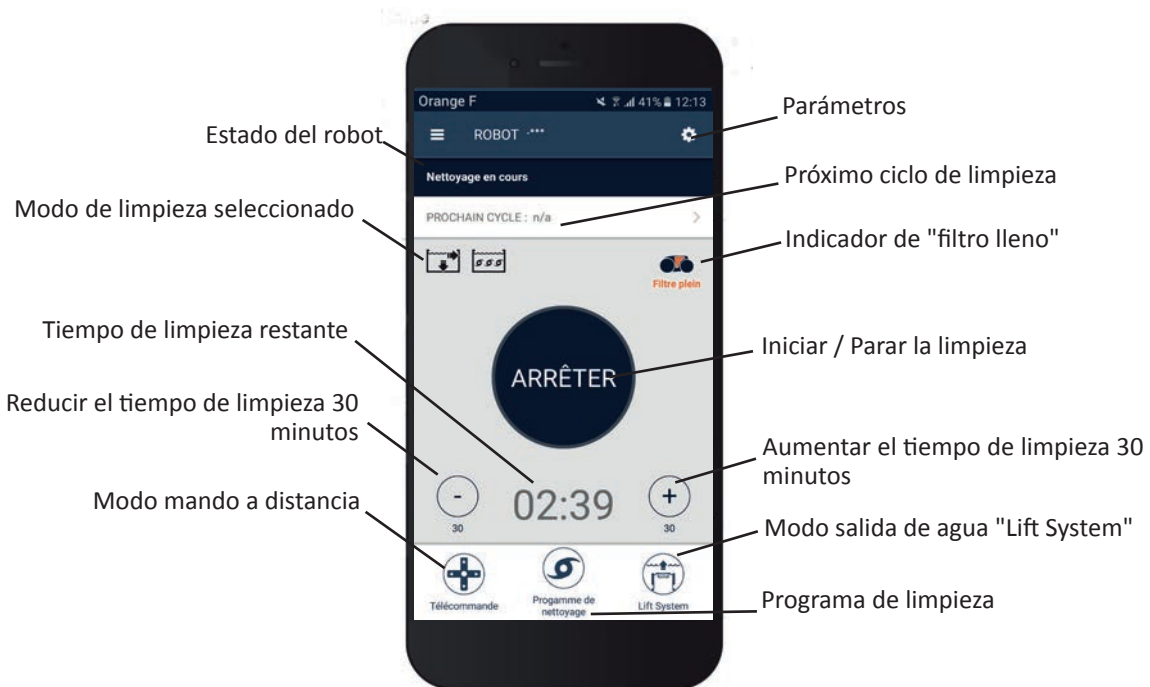 Orange F 41% 12:13
Parámetros
ROBOT -***
Estado del robot
Nettoyage en cours
Próximo ciclo de limpieza
Modo de limpieza seleccionado
PROCHAIN CYCLE : n/a
Indicador de "filtro lleno"
Filtre plein
Tiempo de limpieza restante
Iniciar / Parar la limpieza
ARRÊTER
Reducir el tiempo de limpieza 30
minutos
Aumentar el tiempo de limpieza 30
minutos
Modo mando a distancia
-
30
02:39
+
30
Modo salida de agua "Lift System"
Télécommande
Progamme de
nettoyage
Lift System
Programa de limpieza